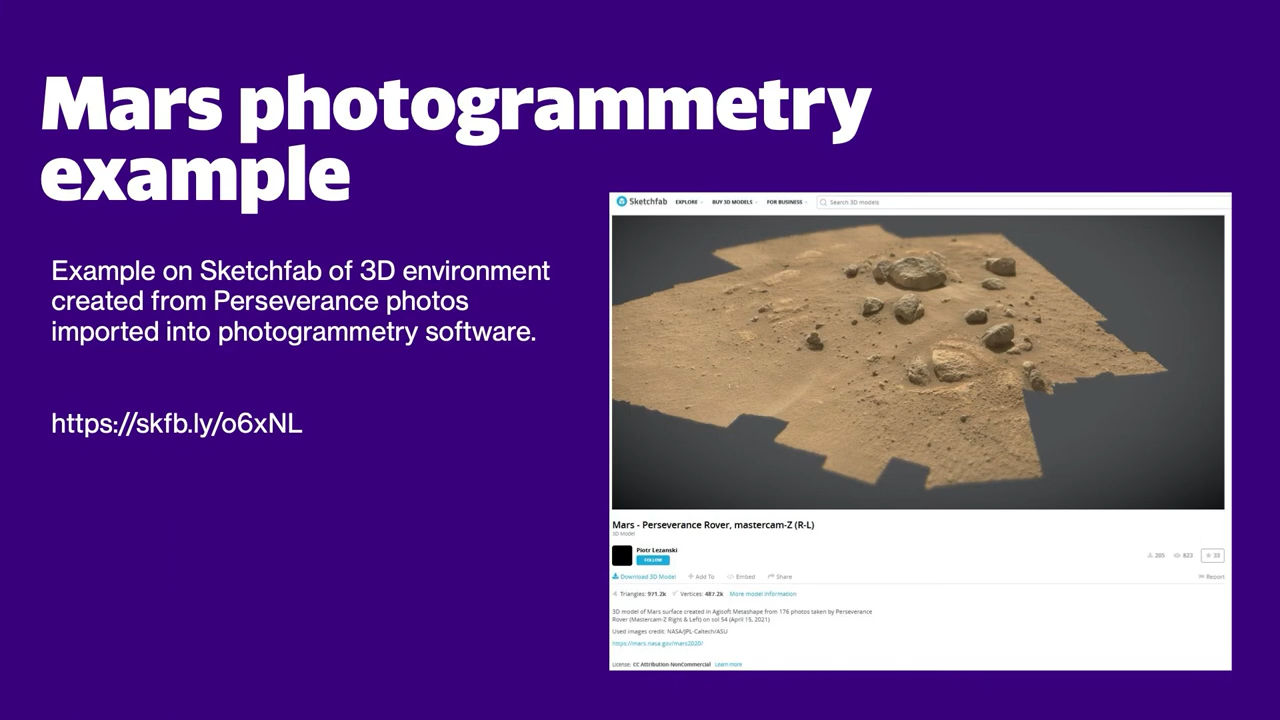 Mars photogrammetry
example
Example on Sketchfab of 3D environment
created from Perseverance photos
imported into photogrammetry software.
https://skfb.ly/o6xNL
Sketchfab EXPLORE BUY 3D MODELS FOR BUSINESS Search 3D models
Mars - Perseverance Rover, mastercam-Z (R-L)
3D Model
Piotr Lezanski
FOLLOW
205 823 33
Download 3D Model Add To Embed Share Report
Triangles: 971.2k Vertices: 487.2k More model information
3D model of Mars surface created in Agisoft Metashape from 176 photos taken by Perseverance
Rover (Mastercam-Z Right & Left) on sol 54 (April 15, 2021)
Used images credit: NASA/JPL-Caltech/ASU
https://mars.nasa.gov/mars2020/
License: CC Attribution-NonCommercial Learn more